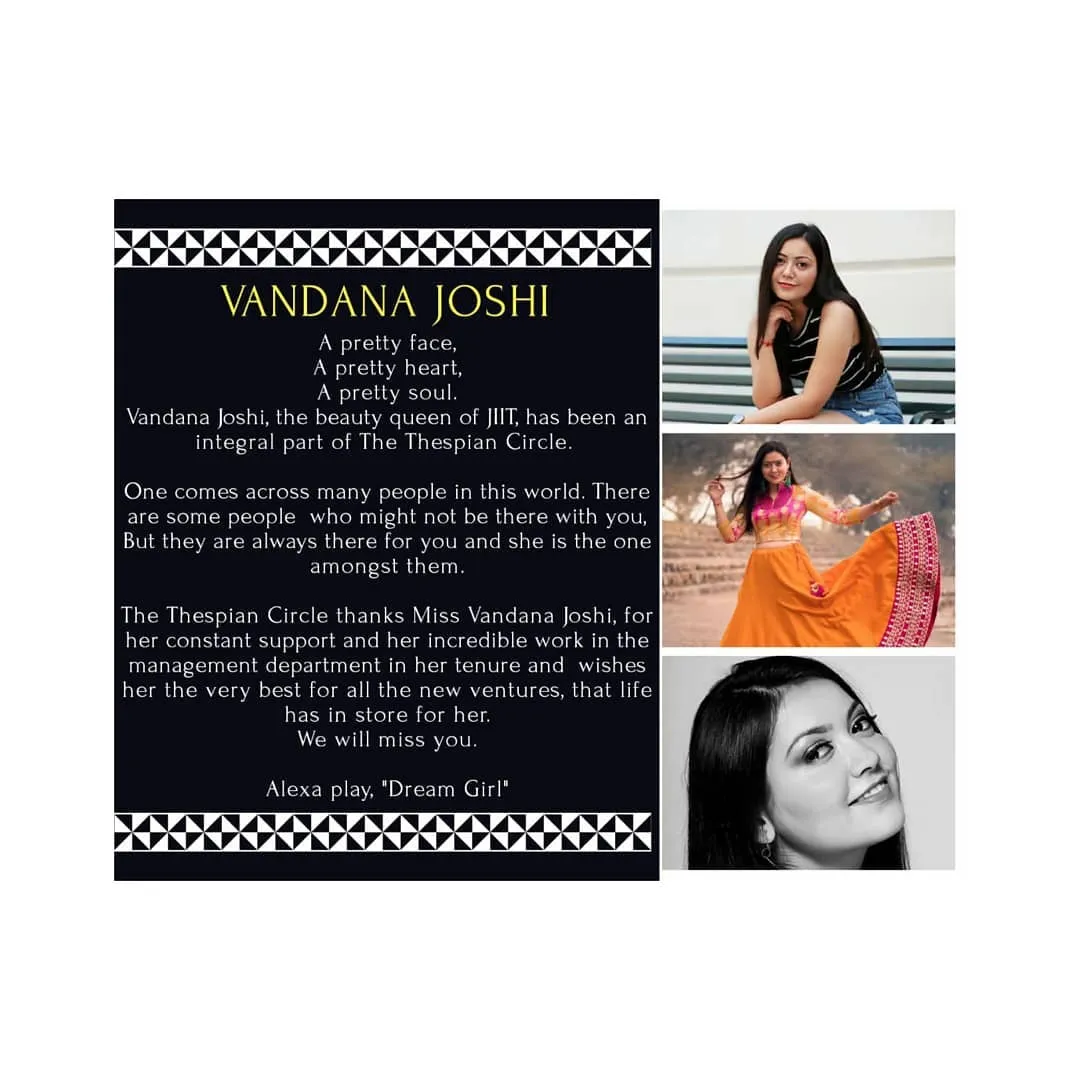 VANDANA JOSHI
A pretty face,
A pretty heart,
A pretty soul.
Vandana Joshi, the beauty queen of JIIT, has been an
integral part of The Thespian Circle.
One comes across many people in this world. There
are some people who might not be there with you,
But they are always there for you and she is the one
amongst them.
The Thespian Circle thanks Miss Vandana Joshi, for
her constant support and her incredible work in the
management department in her tenure and wishes
her the very best for all the new ventures, that life
has in store for her.
We will miss you.
Alexa play, "Dream Girl"